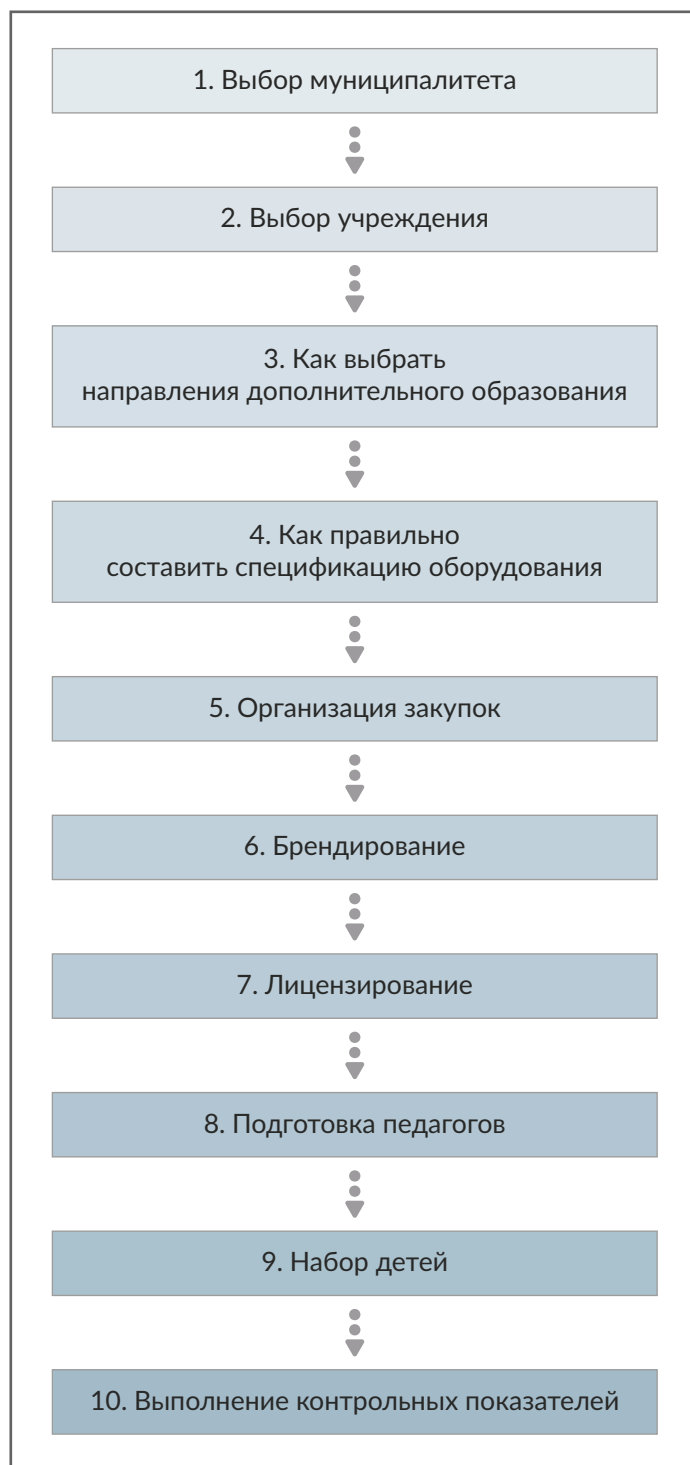 1. Выбор муниципалитета
2. Выбор учреждения
3. Как выбрать
направления дополнительного образования
4. Как правильно
составить спецификацию оборудования
5. Организация закупок
6. Брендирование
7. Лицензирование
8. Подготовка педагогов
9. Набор детей
10. Выполнение контрольных показателей